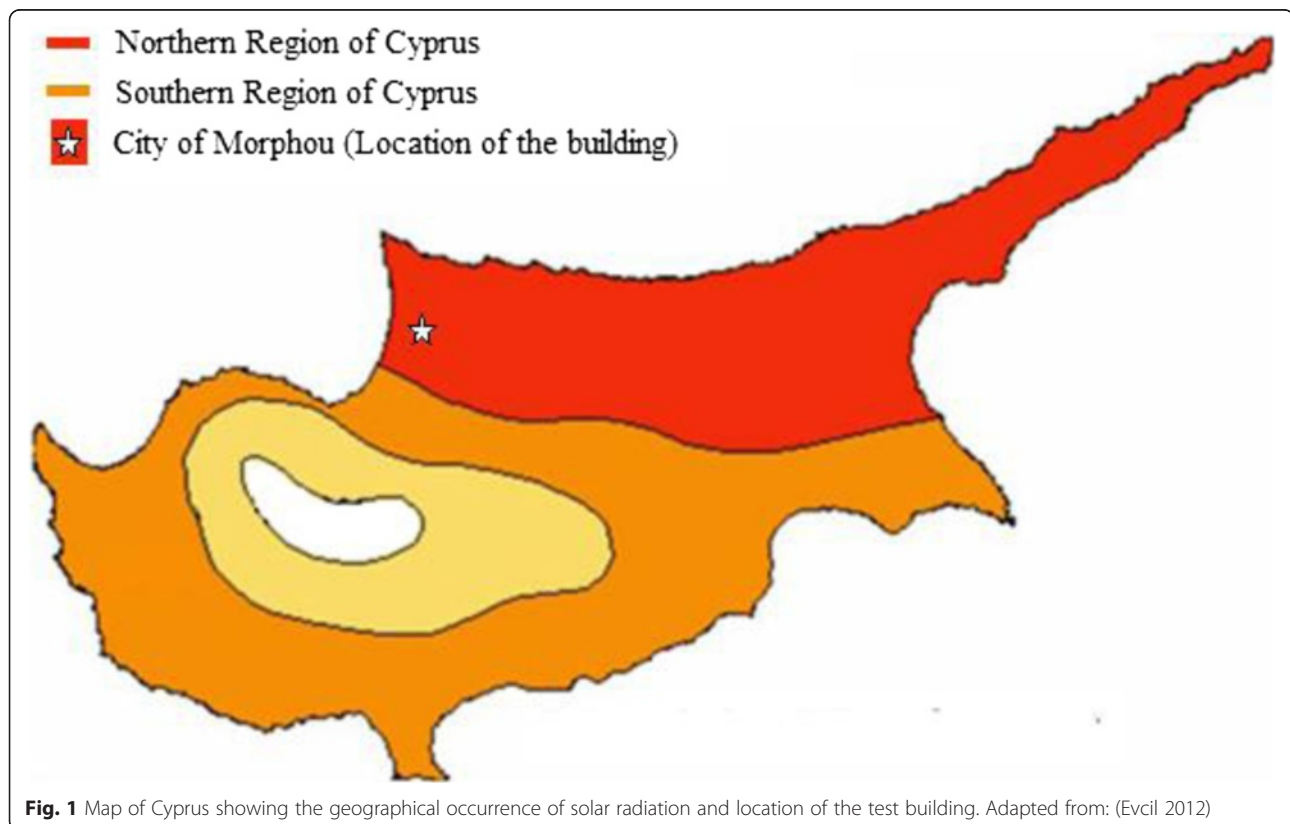 Northern Region of Cyprus
Southern Region of Cyprus
City of Morphou (Location of the building)
Fig. 1 Map of Cyprus showing the geographical occurrence of solar radiation and location of the test building. Adapted from: (Evcil 2012)